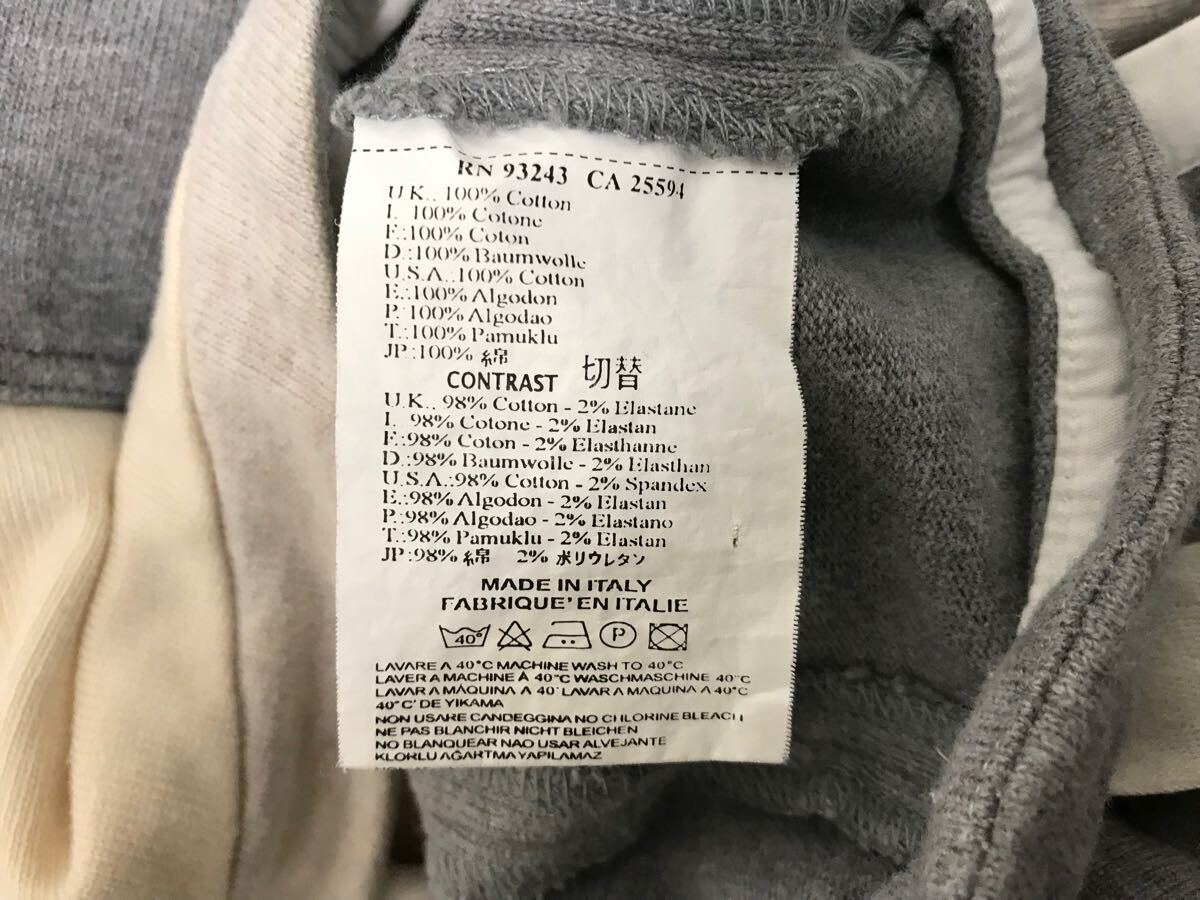 RN 93243 CA 25594
U.K.. 100% Cotton
I. 100% Cotone
F.:100% Coton
D.:100% Baumwolle
U.S.A.:100% Cotton
E.:100% Algodon
P.:100% Algodao
T.:100% Pamuklu
JP:100% 綿
CONTRAST 切替
U.K.. 98% Cotton - 2% Elastane
I. 98% Cotone - 2% Elastan
F.:98% Coton - 2% Elasthanne
D.:98% Baumwolle - 2% Elasthan
U.S.A.:98% Cotton - 2% Spandex
E.:98% Algodon - 2% Elastan
P.:98% Algodao - 2% Elastano
T.:98% Pamuklu - 2% Elastan
JP:98% 綿 2% ポリウレタン
MADE IN ITALY
FABRIQUE' EN ITALIE
40° P
LAVARE A 40°C MACHINE WASH TO 40°C
LAVER A MACHINE À 40°C WASCHMASCHINE 40°C
LAVAR A MAQUINA A 40° LAVAR A MAQUINA A 40°C
40°C' DE YIKAMA
NON USARE CANDEGGINA NO CHLORINE BLEACH
NE PAS BLANCHIR NICHT BLEICHEN
NO BLANQUEAR NAO USAR ALVEJANTE
KLORLU AĞARTMA YAPILAMAZ